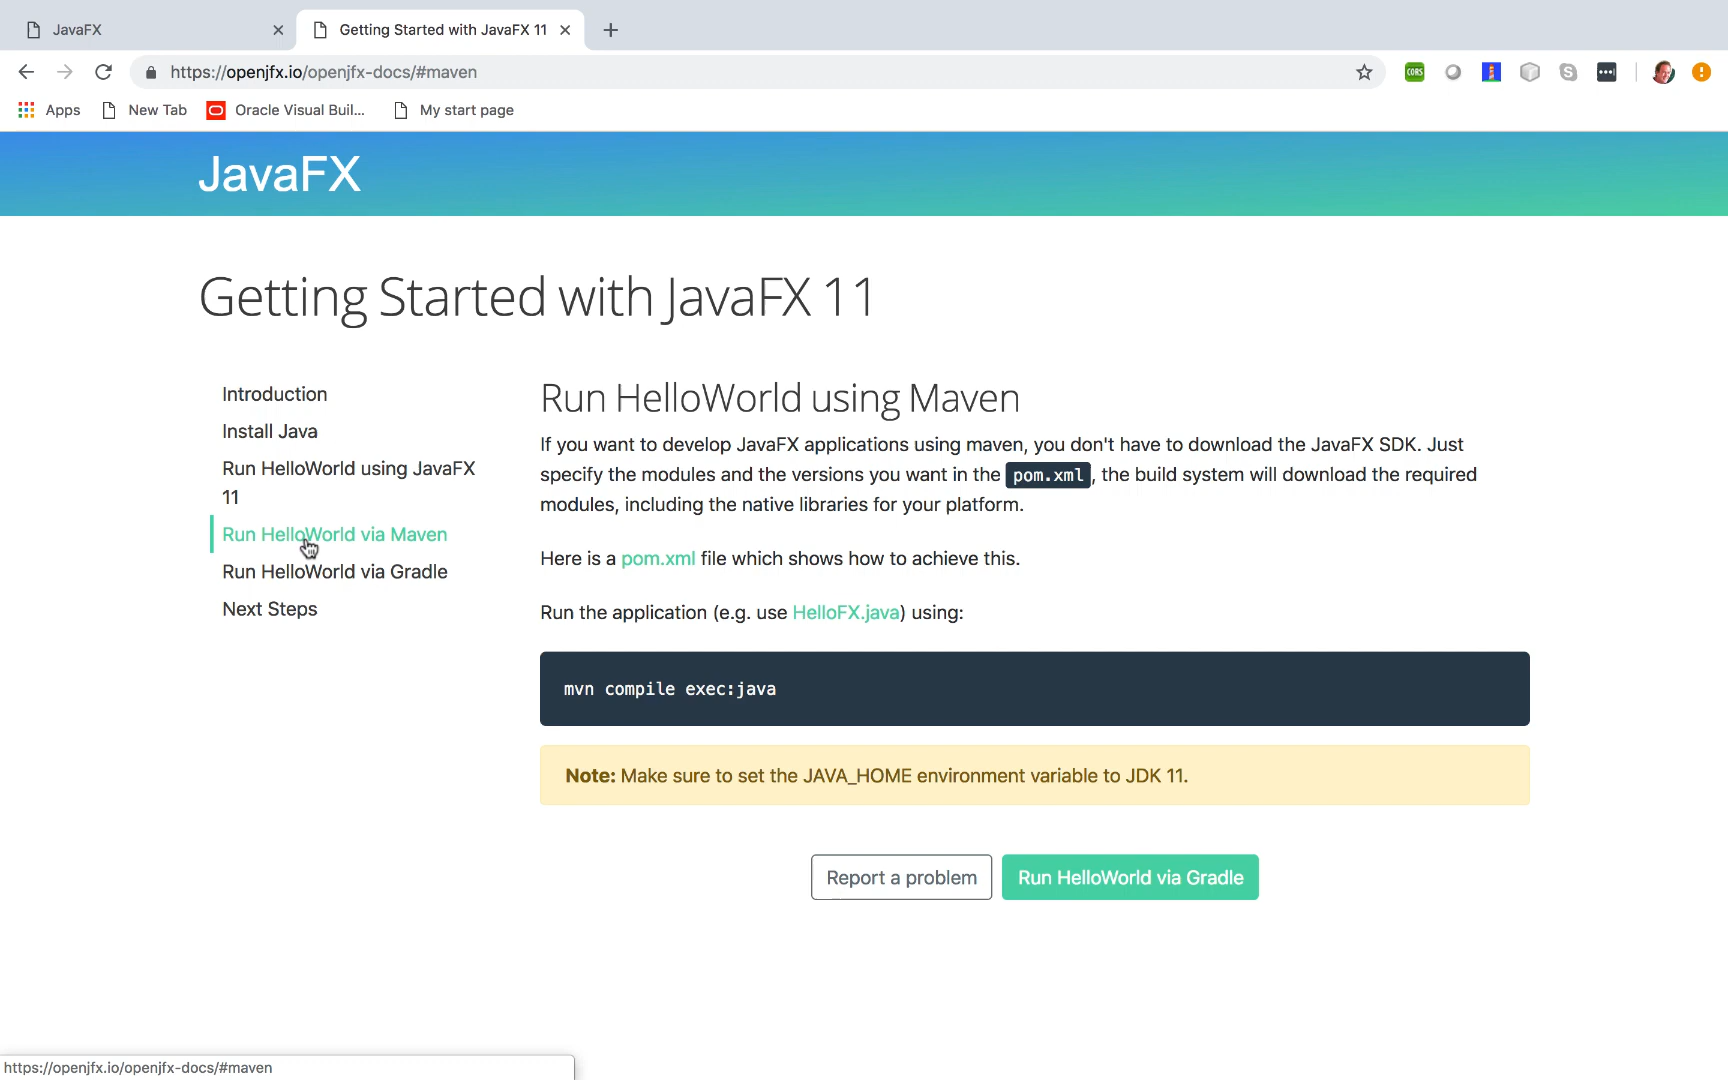 JavaFX
Getting Started with JavaFX 11
https://openjfx.io/openjfx-docs/#maven
CORS
Apps
New Tab
Oracle Visual Buil...
My start page
JavaFX
Getting Started with JavaFX 11
Introduction
Install Java
Run HelloWorld using JavaFX
11
Run HelloWorld via Maven
Run HelloWorld via Gradle
Next Steps
Run HelloWorld using Maven
If you want to develop JavaFX applications using maven, you don't have to download the JavaFX SDK. Just
specify the modules and the versions you want in the pom.xml, the build system will download the required
modules, including the native libraries for your platform.
Here is a pom.xml file which shows how to achieve this.
Run the application (e.g. use HelloFX.java) using:
mvn compile exec:java
Note: Make sure to set the JAVA_HOME environment variable to JDK 11.
Report a problem
Run HelloWorld via Gradle
https://openjfx.io/openjfx-docs/#maven